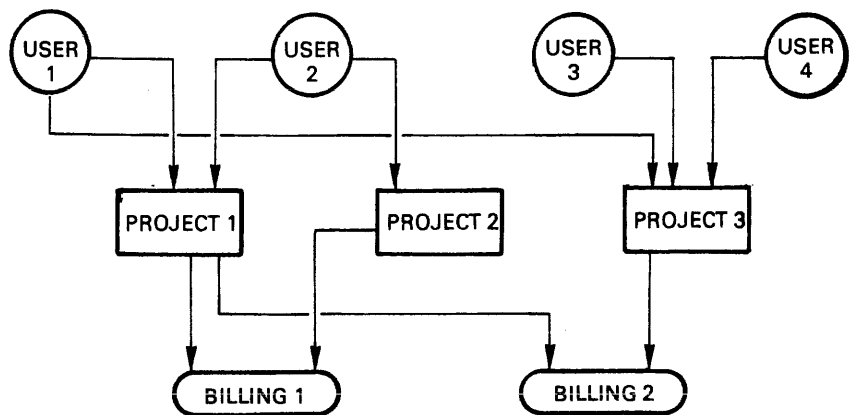 USER
1
USER
2
USER
3
USER
4
PROJECT 1
PROJECT 2
PROJECT 3
BILLING 1
BILLING 2